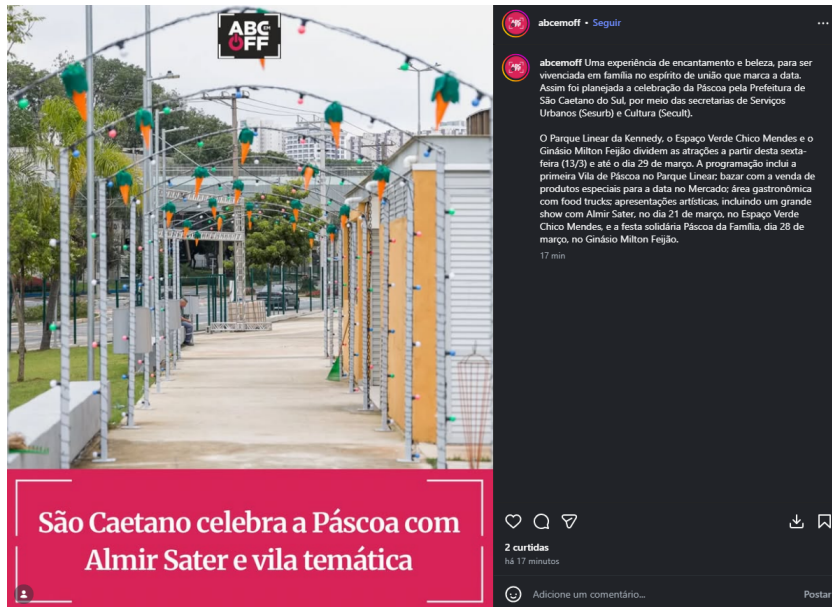 ABC EM
OFF
São Caetano celebra a Páscoa com
Almir Sater e vila temática
abcemoff • Seguir
abcemoff Uma experiência de encantamento e beleza, para ser
vivenciada em família no espírito de união que marca a data.
Assim foi planejada a celebração da Páscoa pela Prefeitura de
São Caetano do Sul, por meio das secretarias de Serviços
Urbanos (Sesurb) e Cultura (Secult).
O Parque Linear da Kennedy, o Espaço Verde Chico Mendes e o
Ginásio Milton Feijão dividem as atrações a partir desta sexta-
feira (13/3) e até o dia 29 de março. A programação inclui a
primeira Vila de Páscoa no Parque Linear; bazar com a venda de
produtos especiais para a data no Mercado; área gastronômica
com food trucks; apresentações artísticas, incluindo um grande
show com Almir Sater, no dia 21 de março, no Espaço Verde
Chico Mendes, e a festa solidária Páscoa da Família, dia 28 de
março, no Ginásio Milton Feijão.
17 min
2 curtidas
há 17 minutos
Adicione um comentário...
Postar